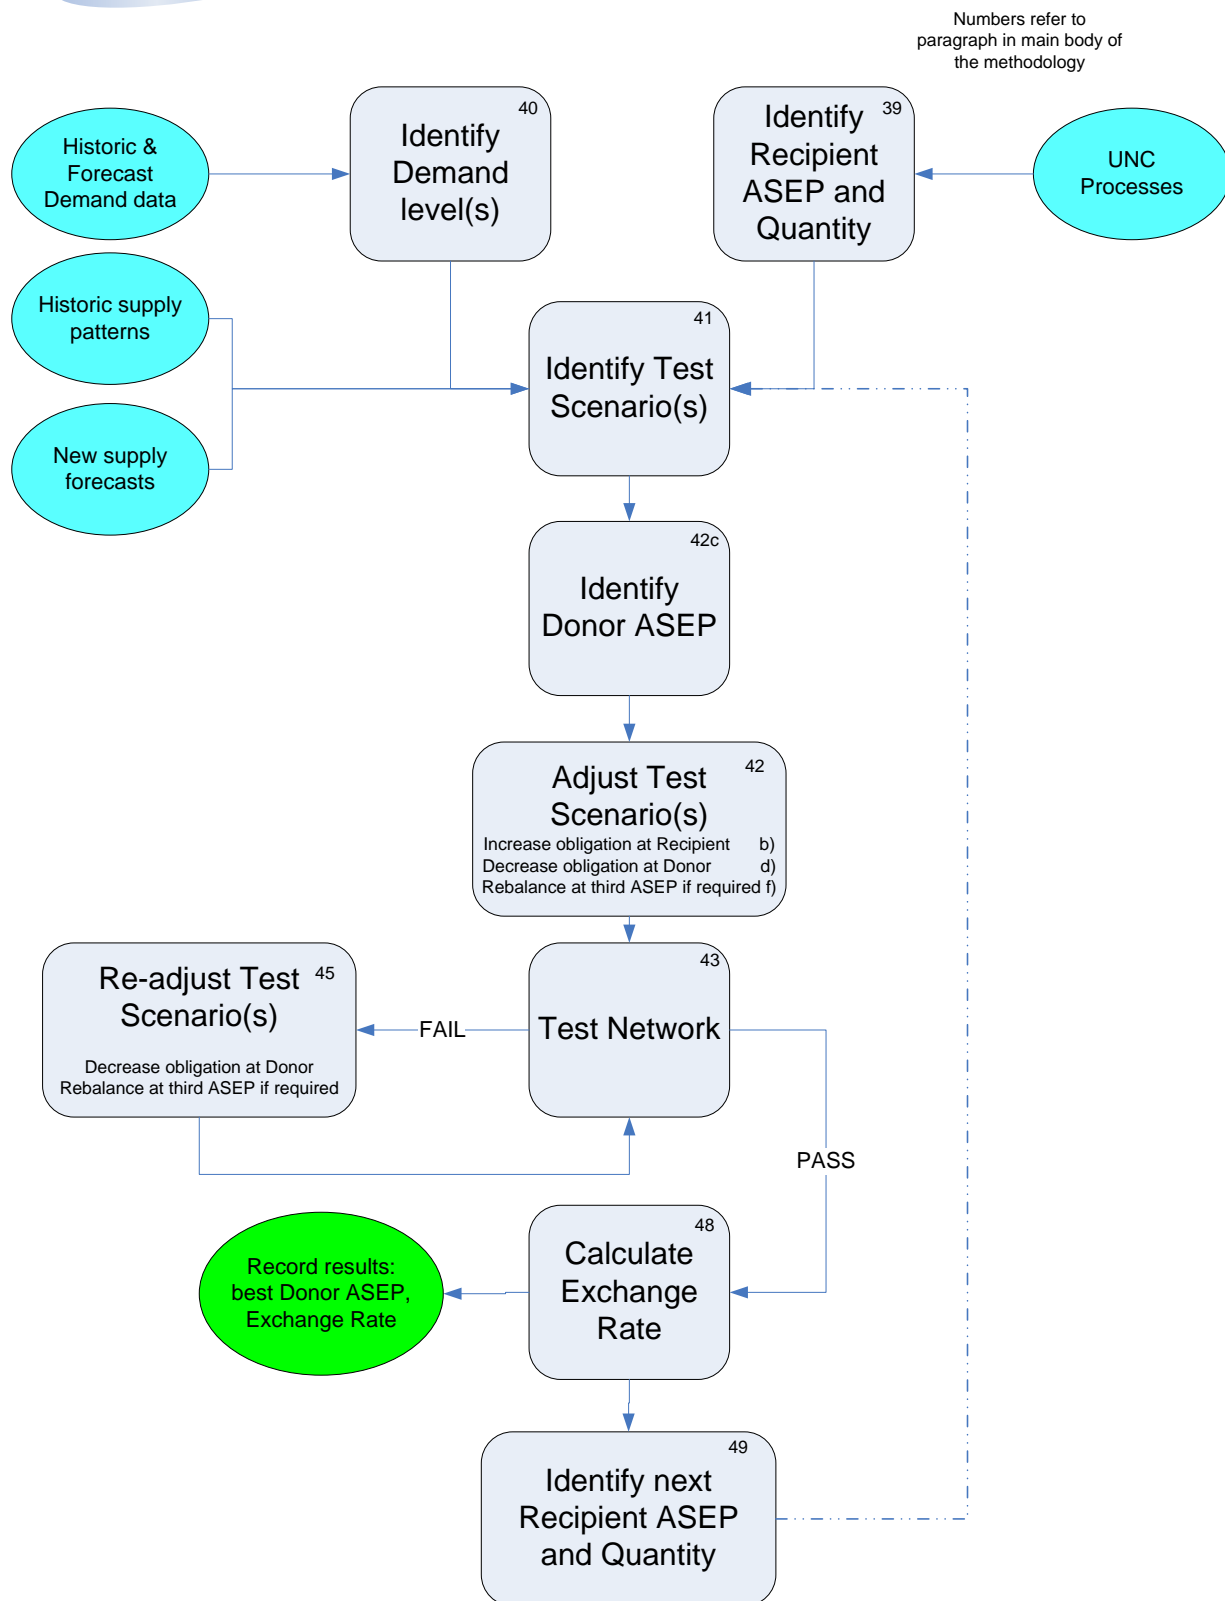 Numbers refer to
paragraph in main body of
the methodology
40
Identify
Demand
level(s)
39
Identify
Recipient
ASEP and
Quantity
Historic &
Forecast
Demand data
UNC
Processes
Historic supply
patterns
New supply
forecasts
41
Identify Test
Scenario(s)
42c
Identify
Donor ASEP
42
Adjust Test
Scenario(s)
Increase obligation at Recipient b)
Decrease obligation at Donor d)
Rebalance at third ASEP if required f)
45
Re-adjust Test
Scenario(s)
Decrease obligation at Donor
Rebalance at third ASEP if required
FAIL
43
Test Network
PASS
48
Calculate
Exchange
Rate
Record results:
best Donor ASEP,
Exchange Rate
49
Identify next
Recipient ASEP
and Quantity